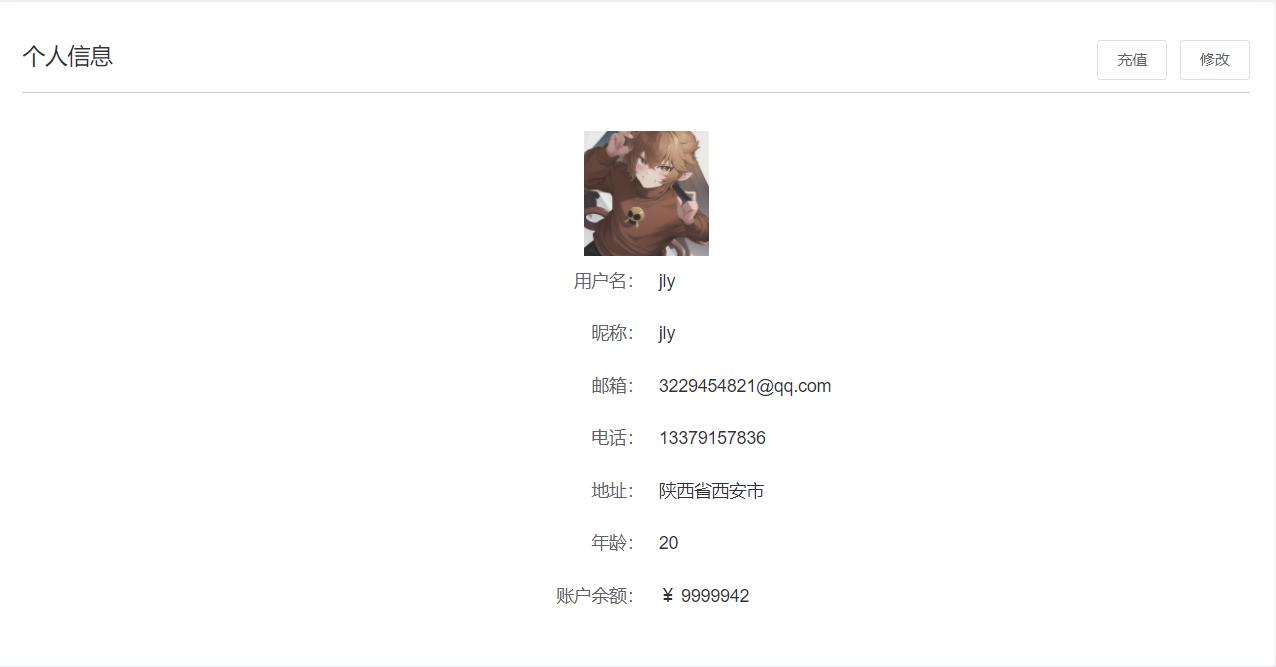 个人信息
充值 修改
用户名： jly
昵称： jly
邮箱： 3229454821@qq.com
电话： 13379157836
地址： 陕西省西安市
年龄： 20
账户余额： ￥ 9999942